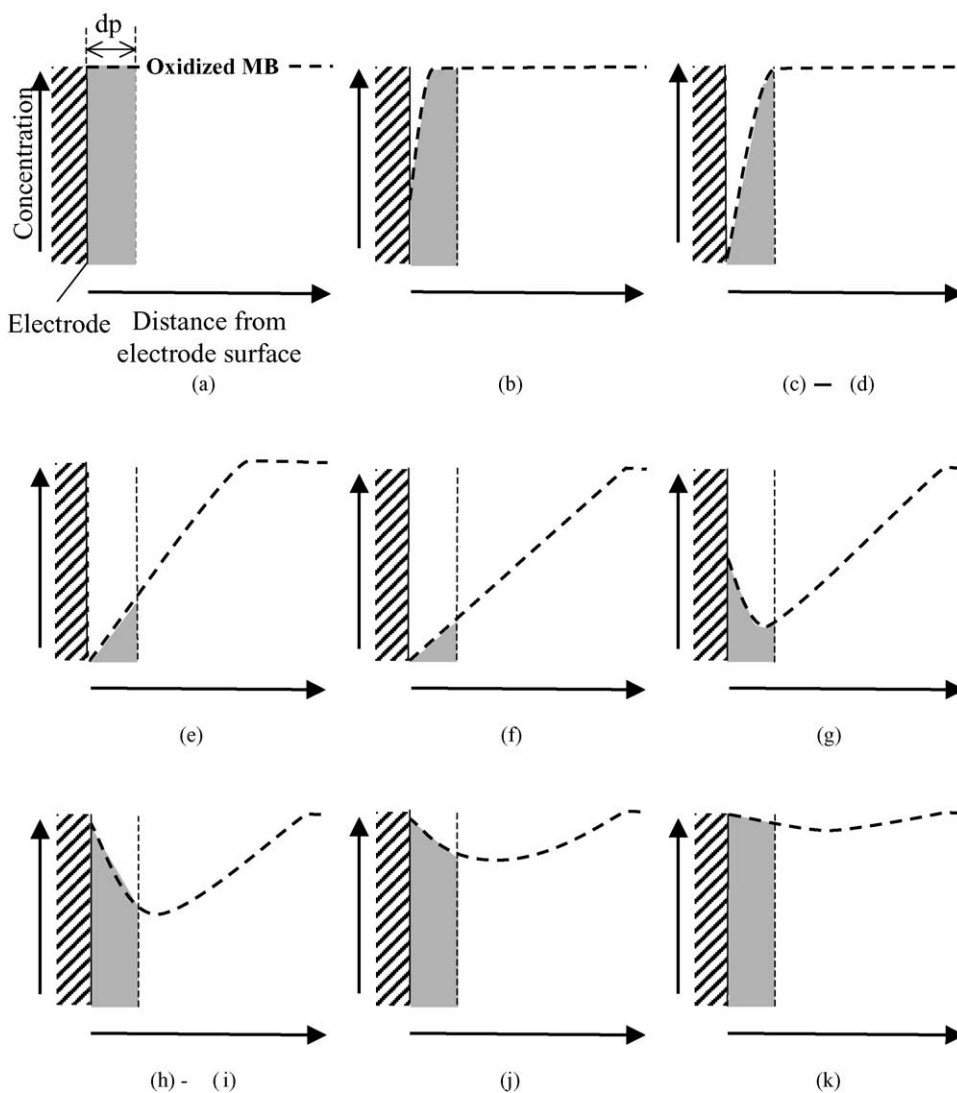 dp
Oxidized MB
Concentration
Electrode
Distance from
electrode surface
(a)
(b)
(c) — (d)
(e)
(f)
(g)
(h) - (i)
(j)
(k)